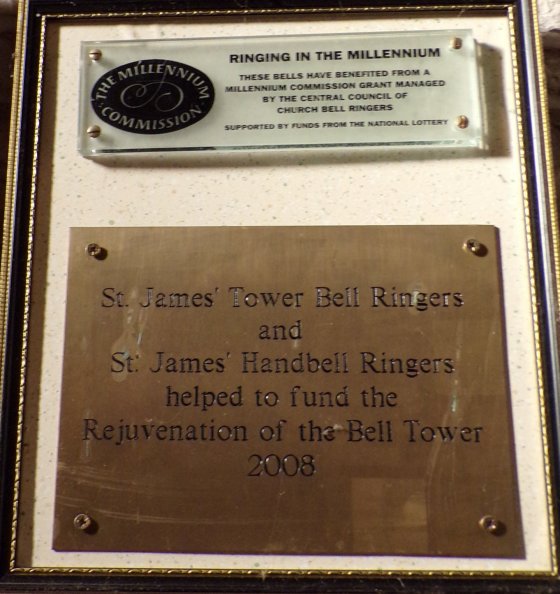 THE MILLENNIUM COMMISSION
RINGING IN THE MILLENNIUM
THESE BELLS HAVE BENEFITED FROM A
MILLENNIUM COMMISSION GRANT MANAGED
BY THE CENTRAL COUNCIL OF
CHURCH BELL RINGERS
SUPPORTED BY FUNDS FROM THE NATIONAL LOTTERY
St. James' Tower Bell Ringers
and
St. James' Handbell Ringers
helped to fund the
Rejuvenation of the Bell Tower
2008